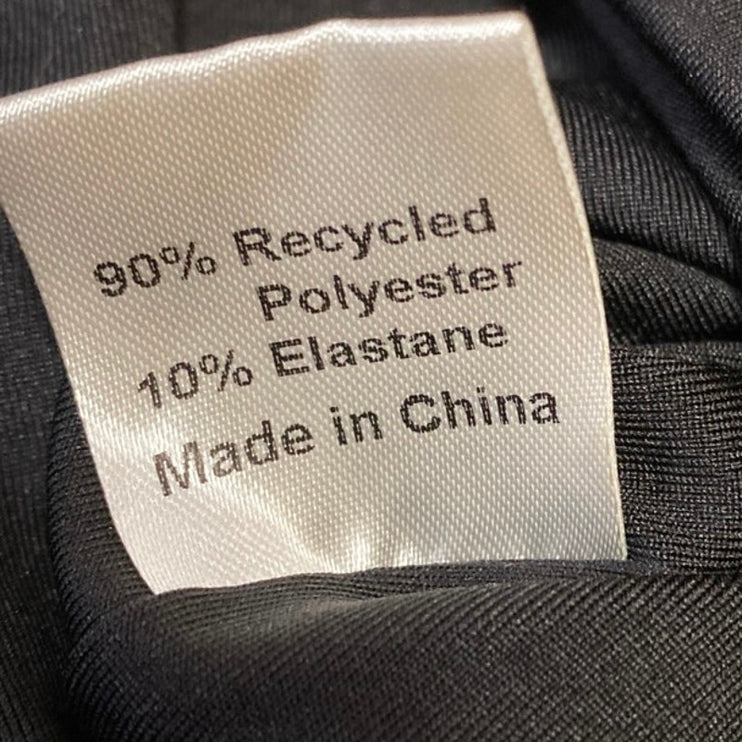 90% Recycled
Polyester
10% Elastane
Made in China